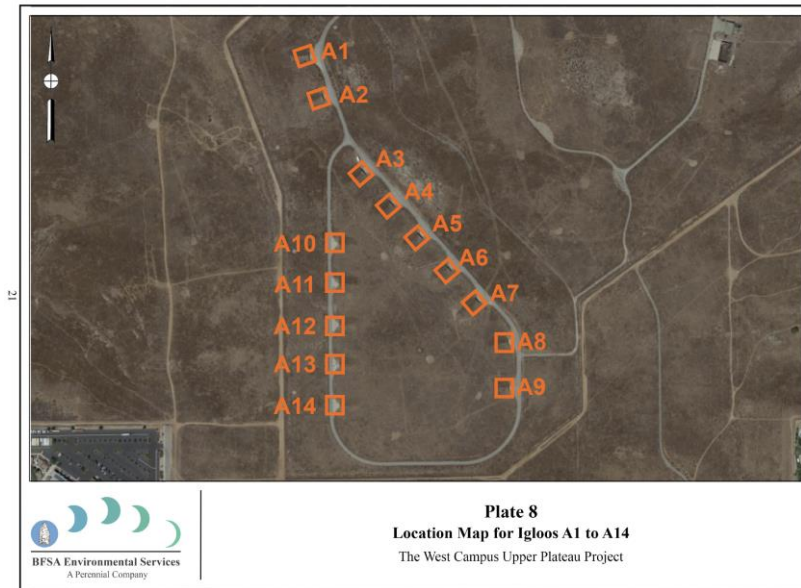 A1
A2
A3
A4
A5
A6
A7
A8
A9
A10
A11
A12
A13
A14
21
BFSA Environmental Services
A Perennial Company
Plate 8
Location Map for Igloos A1 to A14
The West Campus Upper Plateau Project